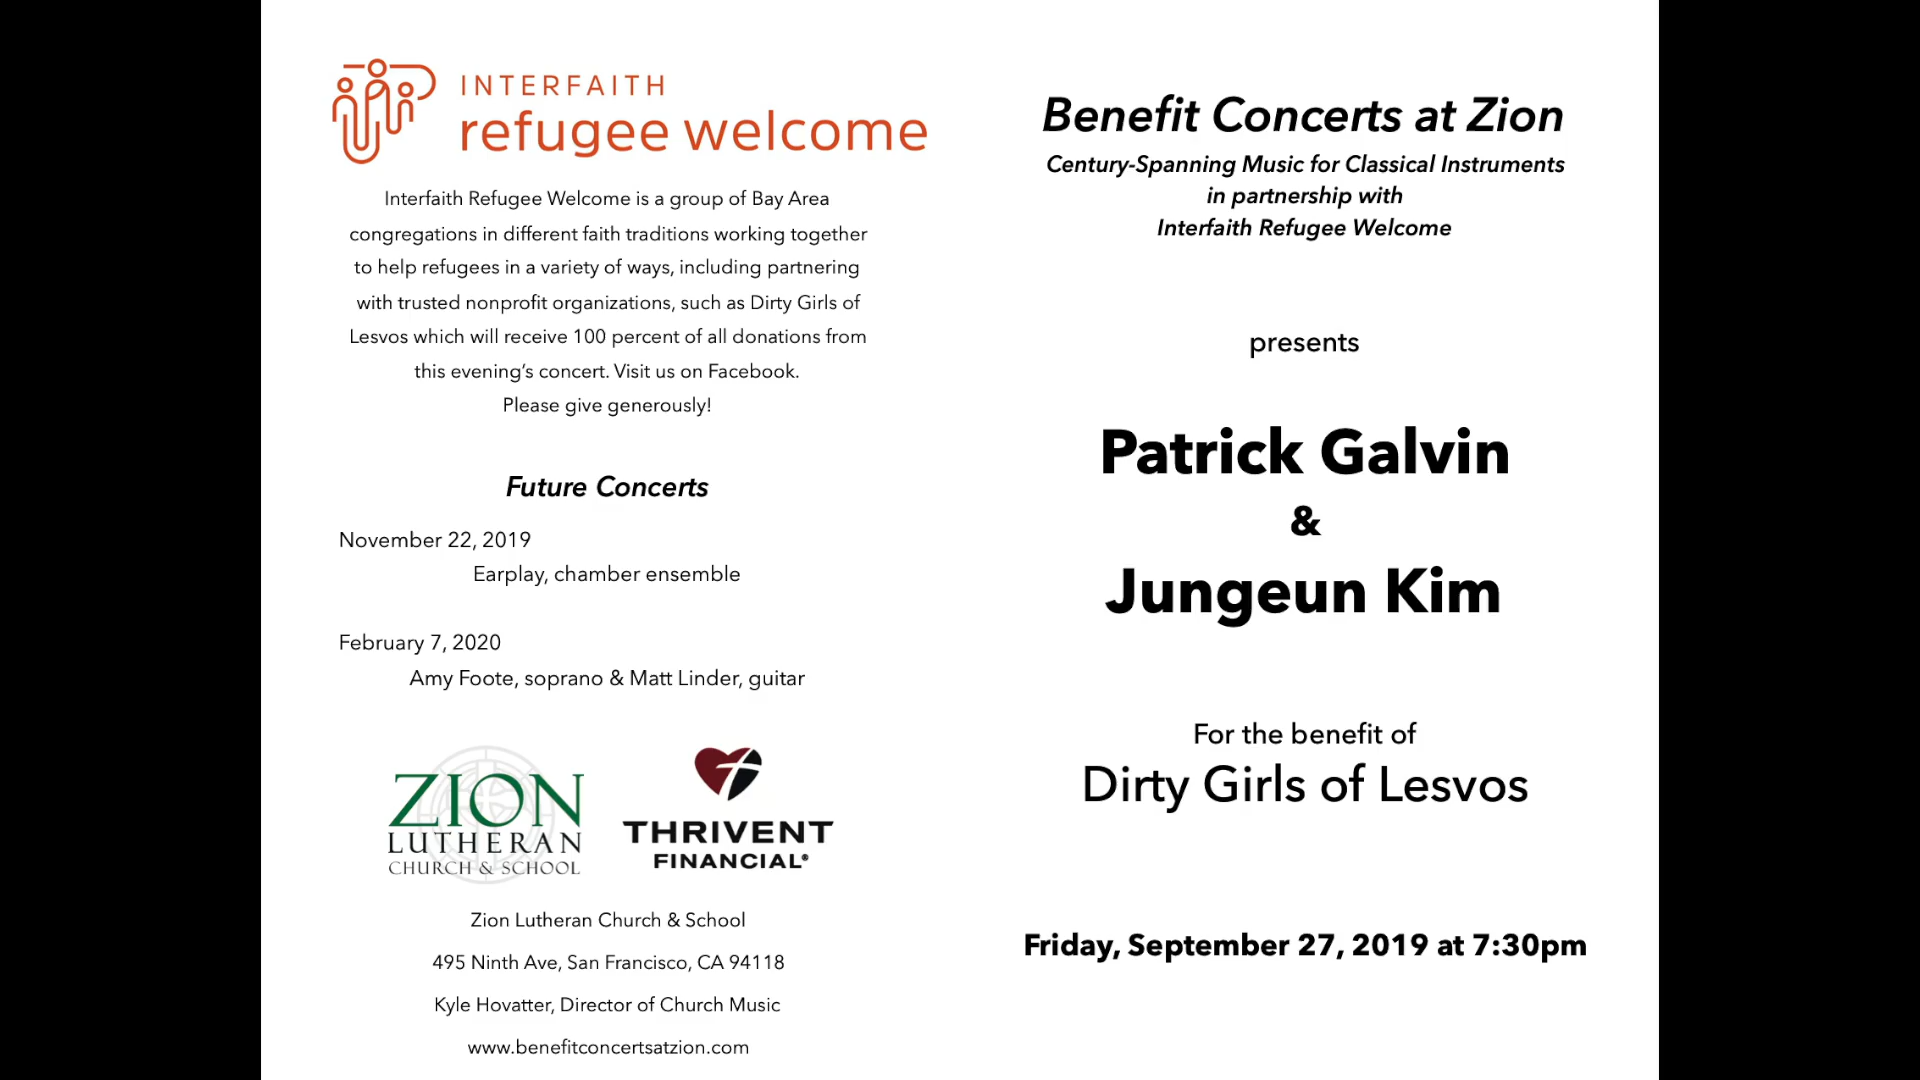 INTERFAITH
refugee welcome
Interfaith Refugee Welcome is a group of Bay Area
congregations in different faith traditions working together
to help refugees in a variety of ways, including partnering
with trusted nonprofit organizations, such as Dirty Girls of
Lesvos which will receive 100 percent of all donations from
this evening’s concert. Visit us on Facebook.
Please give generously!
Future Concerts
November 22, 2019
Earplay, chamber ensemble
February 7, 2020
Amy Foote, soprano & Matt Linder, guitar
ZION
LUTHERAN
CHURCH & SCHOOL
THRIVENT
FINANCIAL®
Zion Lutheran Church & School
495 Ninth Ave, San Francisco, CA 94118
Kyle Hovatter, Director of Church Music
www.benefitconcertsatzion.com
Benefit Concerts at Zion
Century-Spanning Music for Classical Instruments
in partnership with
Interfaith Refugee Welcome
presents
Patrick Galvin
&
Jungeun Kim
For the benefit of
Dirty Girls of Lesvos
Friday, September 27, 2019 at 7:30pm